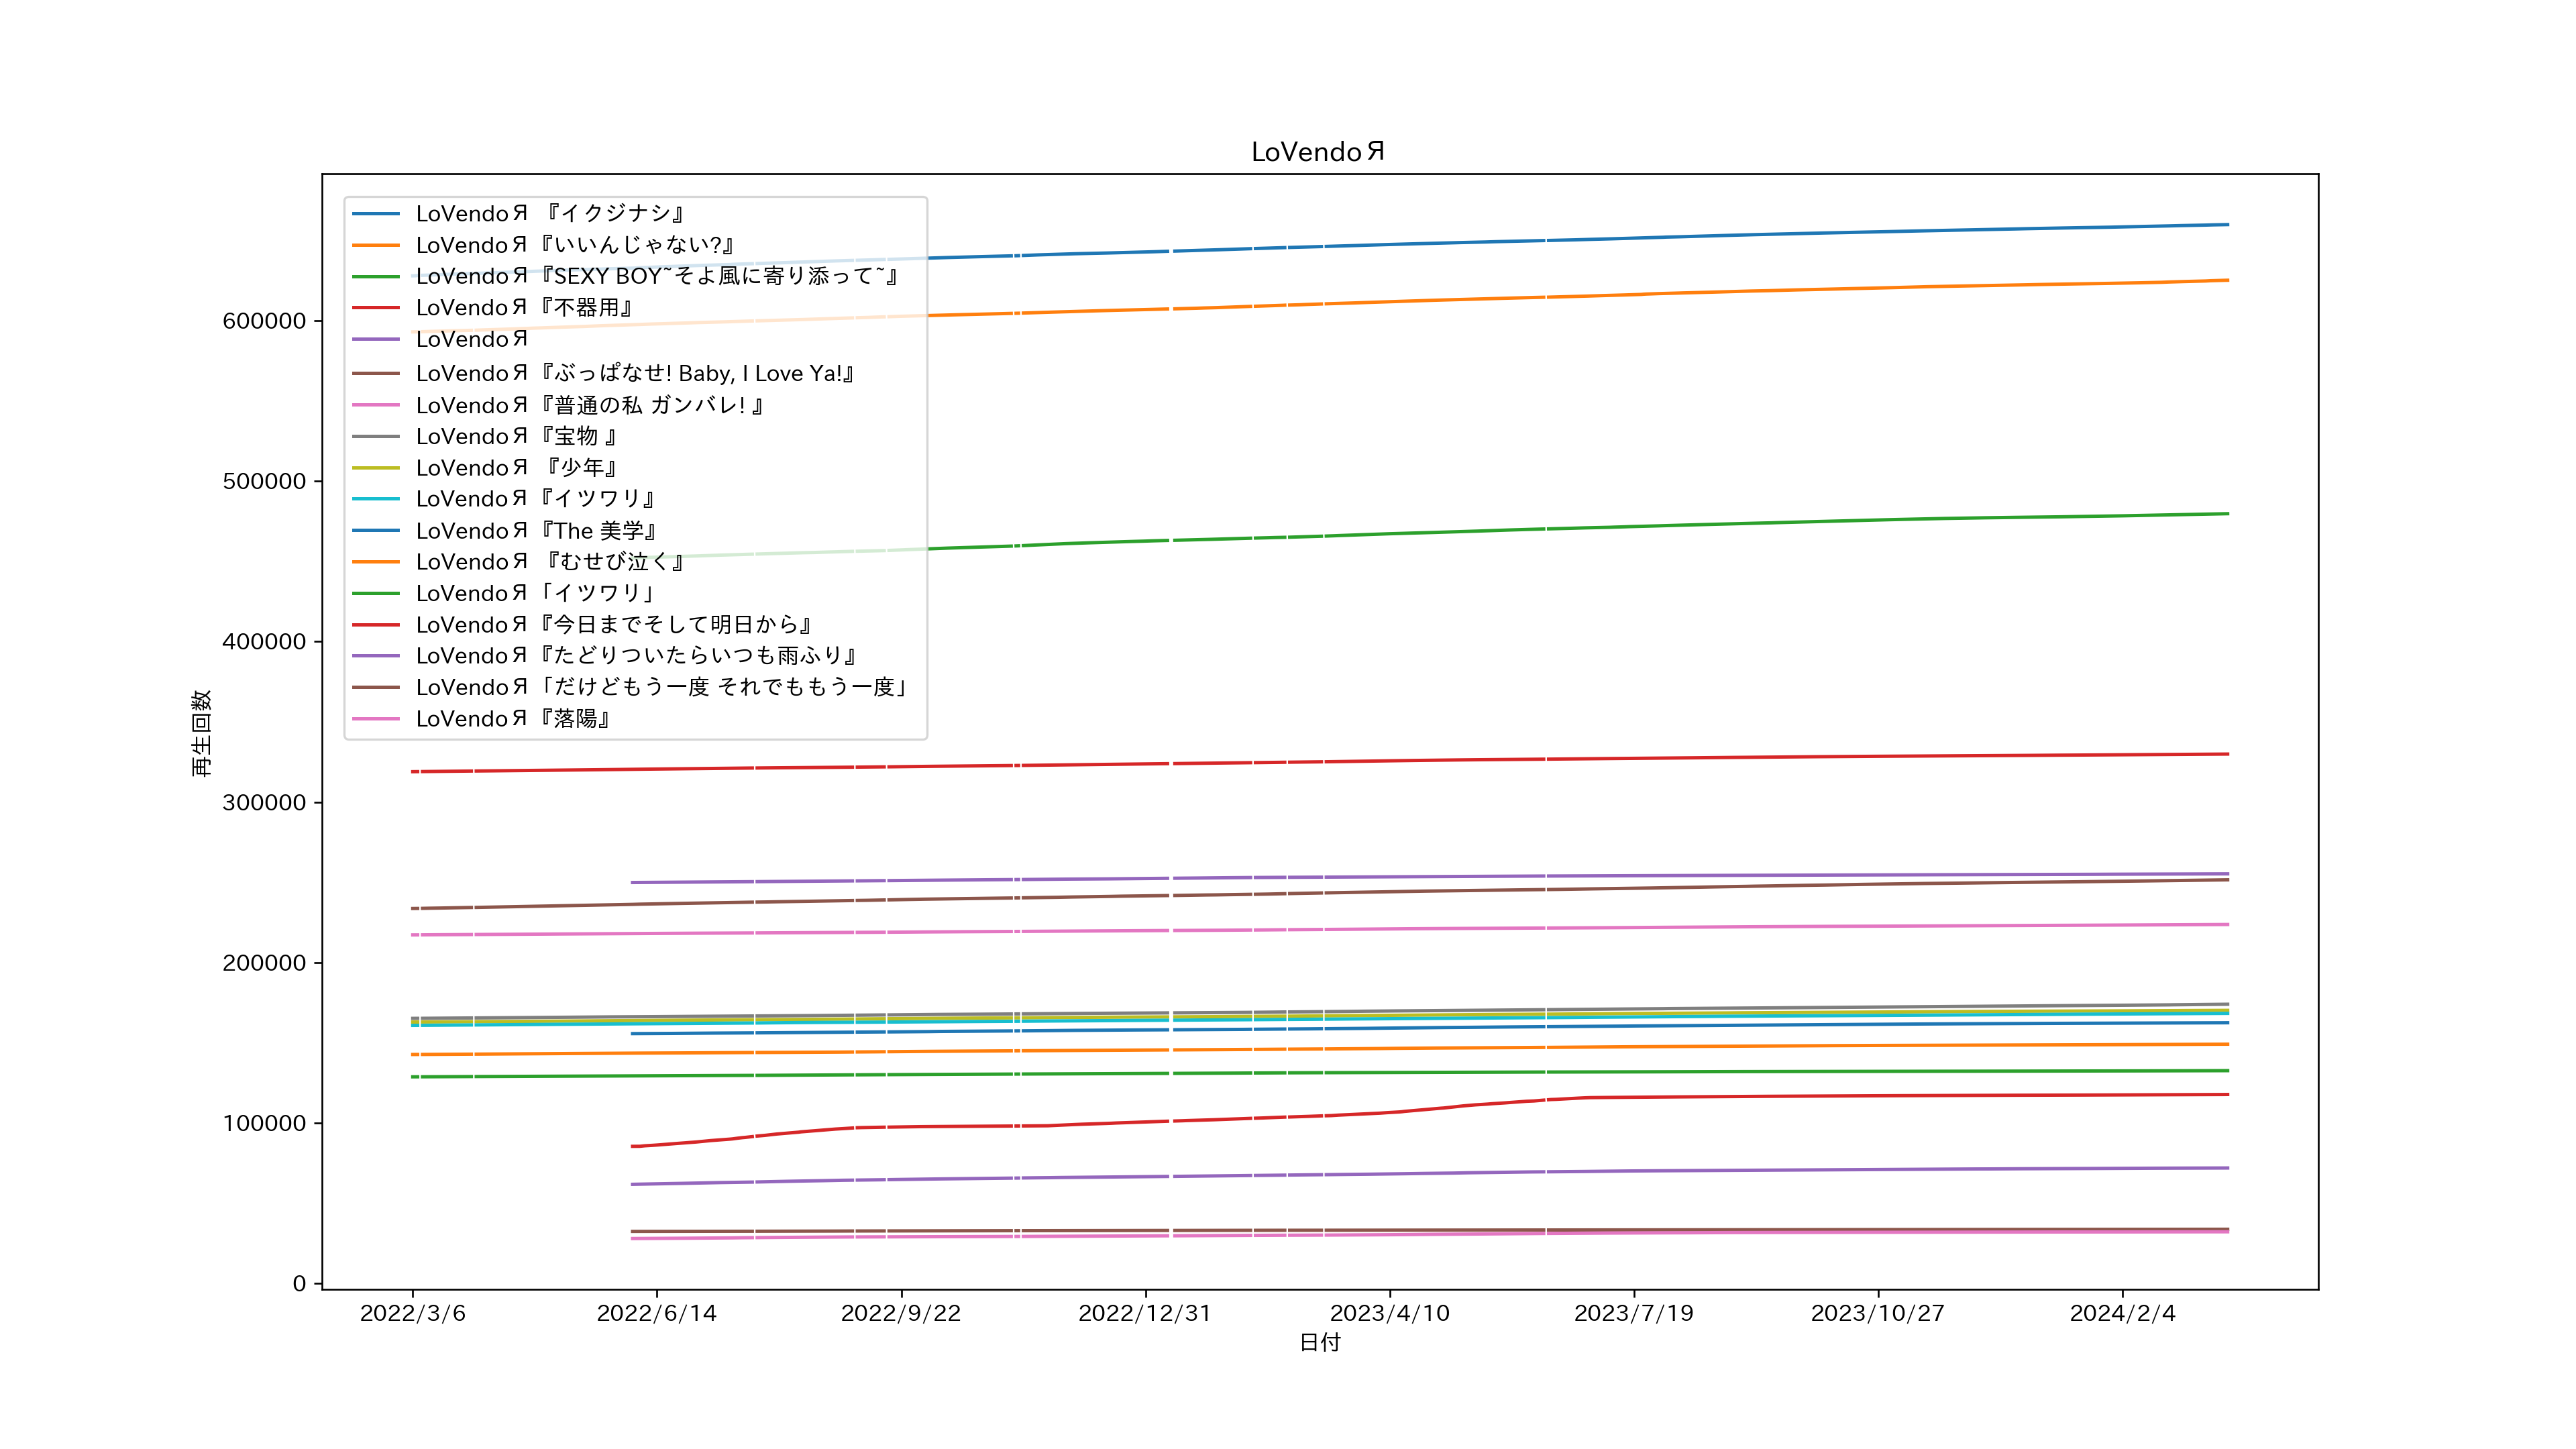 LoVendoЯ
LoVendoЯ 『イクジナシ』
LoVendoЯ『いいんじゃない?』
LoVendoЯ『SEXY BOY~そよ風に寄り添って~』
LoVendoЯ『不器用』
LoVendoЯ
LoVendoЯ『ぶっぱなせ! Baby, I Love Ya!』
LoVendoЯ『普通の私 ガンバレ! 』
LoVendoЯ『宝物 』
LoVendoЯ 『少年』
LoVendoЯ『イツワリ』
LoVendoЯ『The 美学』
LoVendoЯ 『むせび泣く』
LoVendoЯ「イツワリ」
LoVendoЯ『今日までそして明日から』
LoVendoЯ『たどりついたらいつも雨ふり』
LoVendoЯ「だけどもう一度 それでももう一度」
LoVendoЯ『落陽』
600000
500000
400000
300000
200000
100000
0
再生回数
2022/3/6 2022/6/14 2022/9/22 2022/12/31 2023/4/10 2023/7/19 2023/10/27 2024/2/4
日付